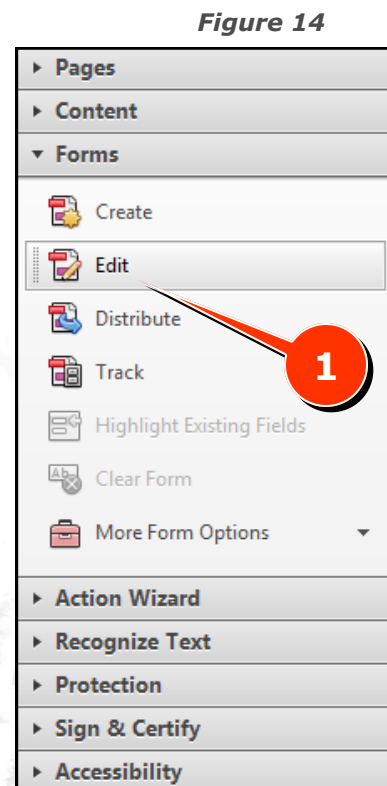 Figure 14
Pages
Content
Forms
Create
Edit
Distribute
1
Track
Highlight Existing Fields
Clear Form
More Form Options
Action Wizard
Recognize Text
Protection
Sign & Certify
Accessibility